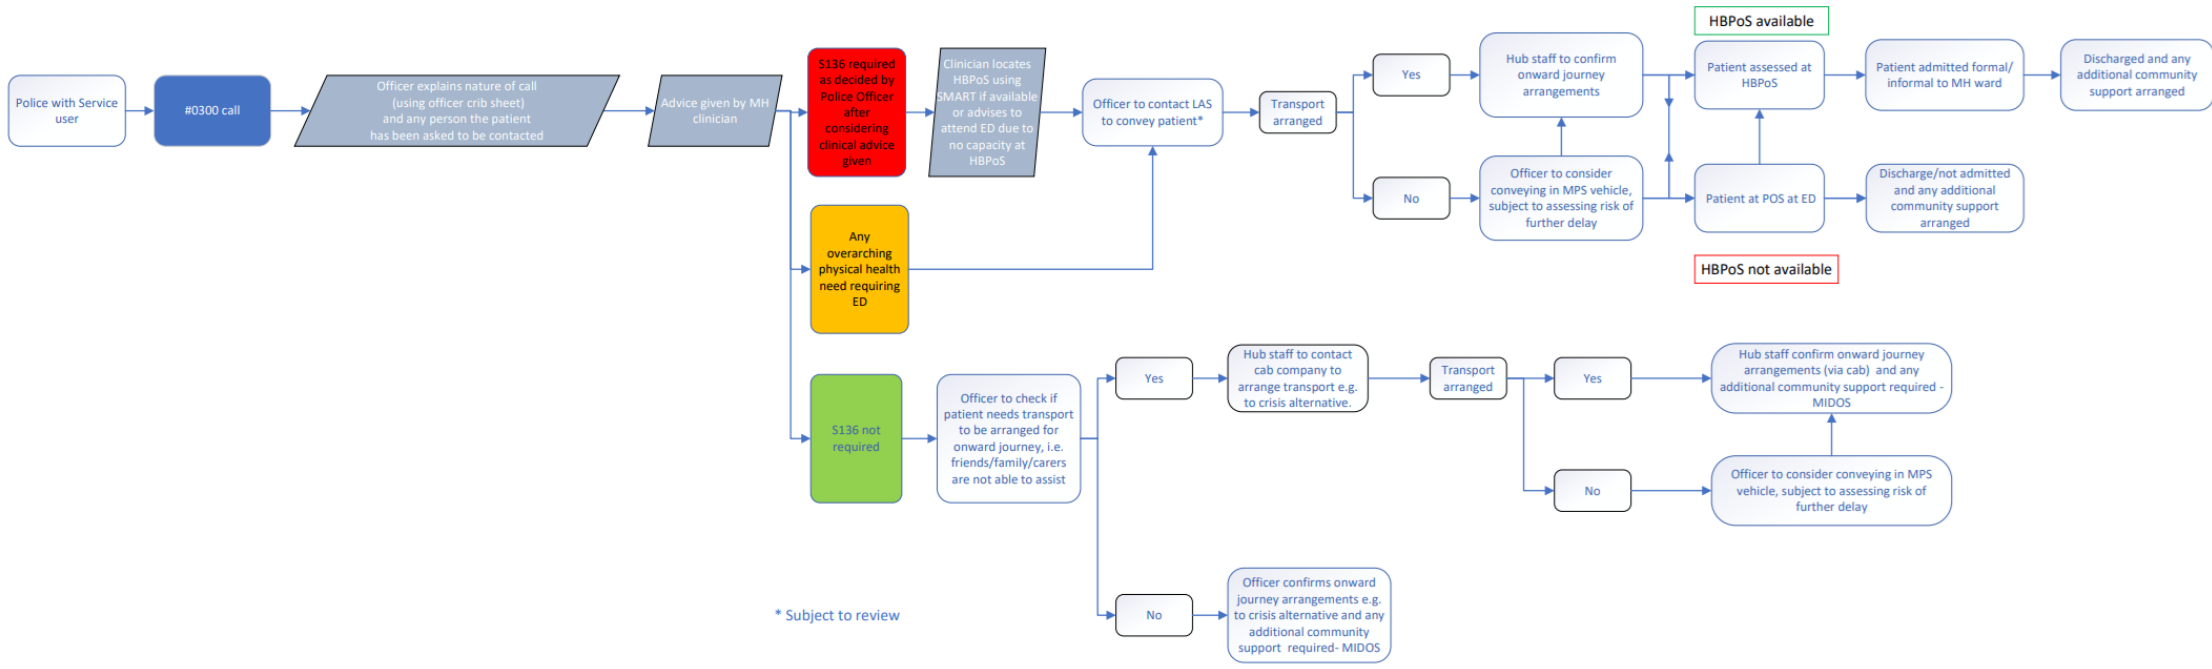 Police with Service
user
#0300 call
Officer explains nature of call
(using officer crib sheet)
and any person the patient
has been asked to be contacted
Advice given by MH
clinician
S136 required
as decided by
Police Officer
after
considering
clinical advice
given
Clinician locates
HBPoS using
SMART if available
or advises to
attend ED due to
no capacity at
HBPoS
Officer to contact LAS
to convey patient*
Transport
arranged
Yes
Hub staff to confirm
onward journey
arrangements
No
Officer to consider
conveying in MPS vehicle,
subject to assessing risk of
further delay
HBPoS available
Patient assessed at
HBPoS
Patient admitted formal/
informal to MH ward
Discharged and any
additional community
support arranged
Patient at POS at ED
Discharge/not admitted
and any additional
community support
arranged
HBPoS not available
Any
overarching
physical health
need requiring
ED
S136 not
required
Officer to check if
patient needs transport
to be arranged for
onward journey, i.e.
friends/family/carers
are not able to assist
Yes
Hub staff to contact
cab company to
arrange transport e.g.
to crisis alternative.
Transport
arranged
Yes
Hub staff confirm onward journey
arrangements (via cab) and any
additional community support required -
MIDOS
No
Officer to consider conveying in MPS
vehicle, subject to assessing risk of
further delay
No
Officer confirms onward
journey arrangements e.g.
to crisis alternative and any
additional community
support required- MIDOS
* Subject to review